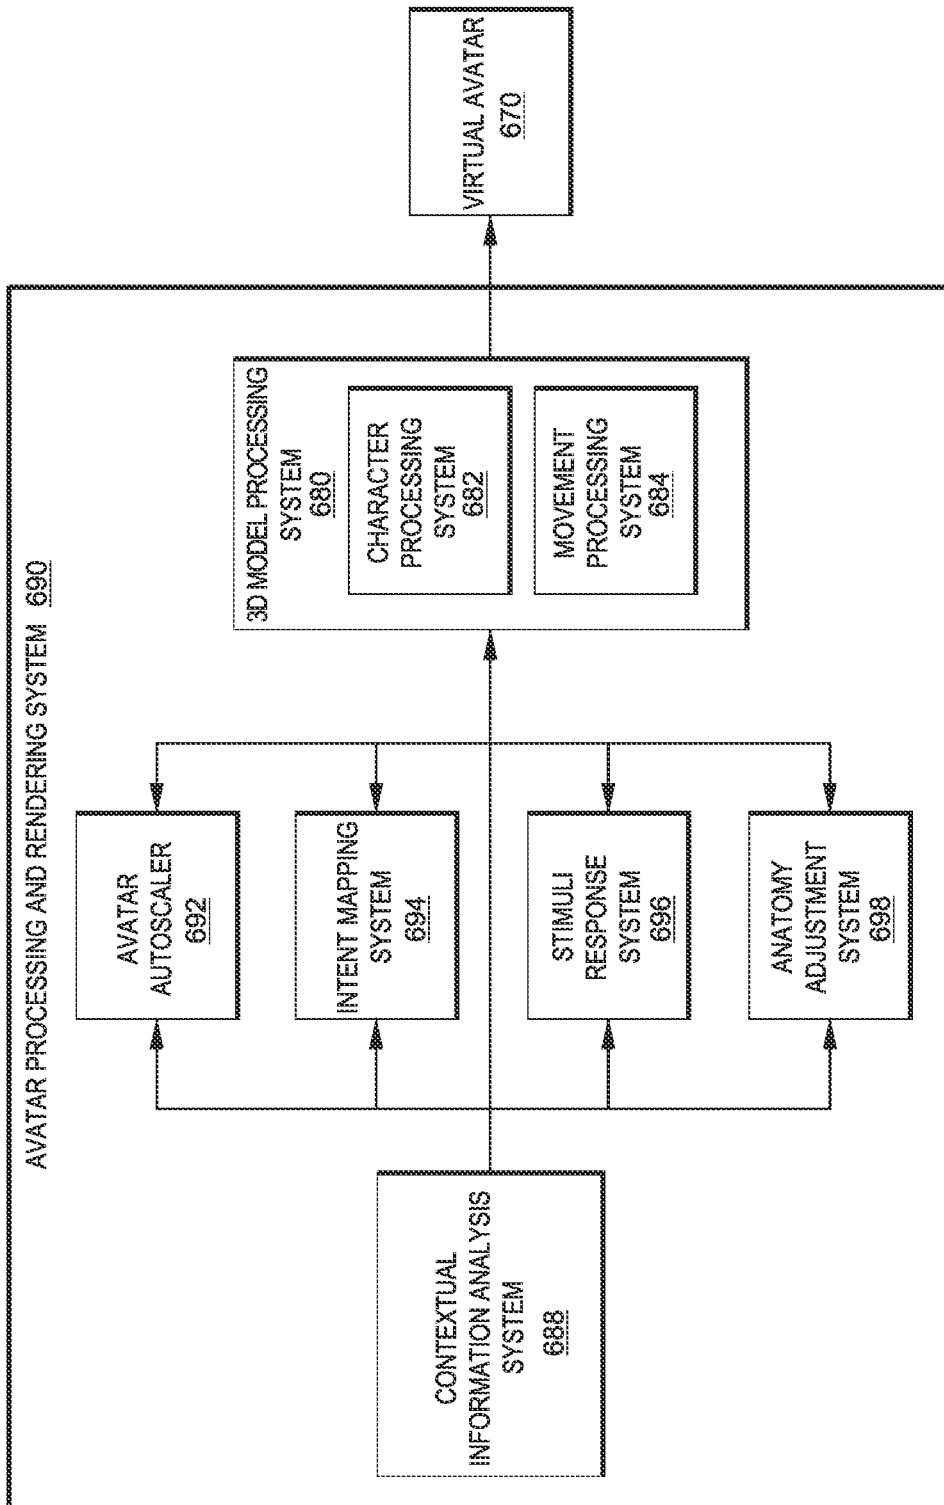 AVATAR PROCESSING AND RENDERING SYSTEM 690
CONTEXTUAL
INFORMATION ANALYSIS
SYSTEM
688
AVATAR
AUTOSCALER
692
INTENT MAPPING
SYSTEM
694
STIMULI
RESPONSE
SYSTEM
696
ANATOMY
ADJUSTMENT
SYSTEM
698
3D MODEL PROCESSING
SYSTEM
680
CHARACTER
PROCESSING
SYSTEM
682
MOVEMENT
PROCESSING
SYSTEM
684
VIRTUAL AVATAR
670